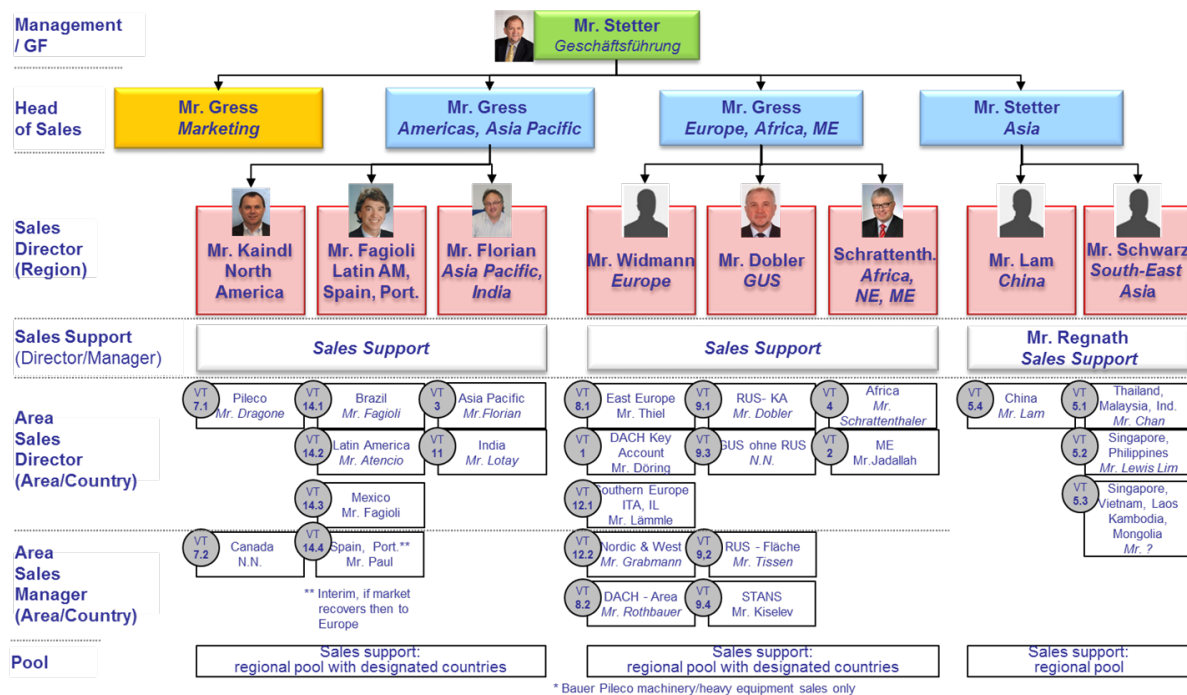 Management
/ GF
Mr. Stetter
Geschäftsführung
Head
of Sales
Mr. Gress
Marketing
Mr. Gress
Americas, Asia Pacific
Mr. Gress
Europe, Africa, ME
Mr. Stetter
Asia
Sales
Director
(Region)
Mr. Kaindl
North
America
Mr. Fagioli
Latin AM,
Spain, Port.
Mr. Florian
Asia Pacific,
India
Mr. Widmann
Europe
Mr. Dobler
GUS
Schrattenth.
Africa,
NE, ME
Mr. Lam
China
Mr. Schwarz
South-East
Asia
Sales Support
(Director/Manager)
Sales Support
Sales Support
Mr. Regnath
Sales Support
Area
Sales
Director
(Area/Country)
VT
7.1
Pileco
Mr. Dragone
VT
14.1
Brazil
Mr. Fagioli
VT
3
Asia Pacific
Mr.Florian
VT
8.1
East Europe
Mr. Thiel
VT
9.1
RUS- KA
Mr. Dobler
VT
4
Africa
Mr.
Schrattenthaler
VT
5.4
China
Mr. Lam
VT
5.1
Thailand,
Malaysia, Ind.
Mr. Chan
VT
14.2
Latin America
Mr. Atencio
VT
11
India
Mr. Lotay
VT
1
DACH Key
Account
Mr. Döring
VT
9.3
GUS ohne RUS
N.N.
VT
2
ME
Mr.Jadallah
VT
5.2
Singapore,
Philippines
Mr. Lewis Lim
VT
14.3
Mexico
Mr. Fagioli
VT
12.1
Southern Europe
ITA, IL
Mr. Lämmle
VT
5.3
Singapore,
Vietnam, Laos
Kambodia,
Mongolia
Mr. ?
Area
Sales
Manager
(Area/Country)
VT
7.2
Canada
N.N.
VT
14.4
Spain, Port.**
Mr. Paul
VT
12.2
Nordic & West
Mr. Grabmann
VT
9,2
RUS - Fläche
Mr. Tissen
** Interim, if market
recovers then to
Europe
VT
8.2
DACH - Area
Mr. Rothbauer
VT
9.4
STANS
Mr. Kiselev
Pool
Sales support:
regional pool with designated countries
Sales support:
regional pool with designated countries
Sales support:
regional pool
* Bauer Pileco machinery/heavy equipment sales only